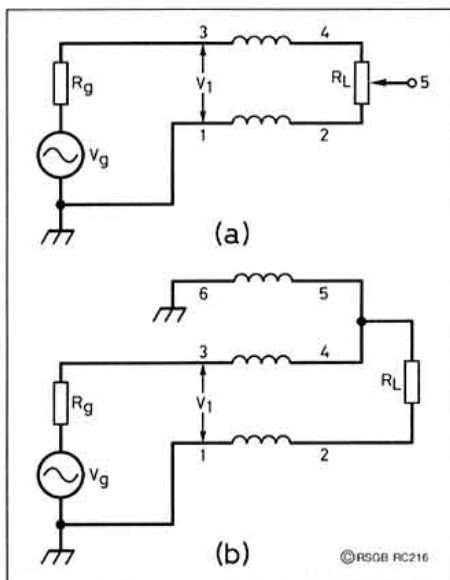 3 4
Rg V1 RL 5
Vg 1 2
(a)
6 5
3 4
Rg V1 RL
Vg 1 2
(b) ©RSGB RC216